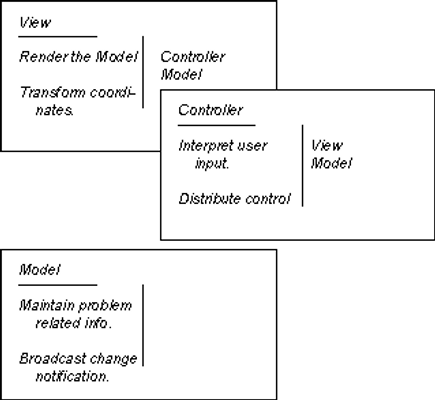 View
Render the Model
Transform coordi-
nates.
Controller
Model
Controller
Interpret user
input.
Distribute control
View
Model
Model
Maintain problem
related info.
Broadcast change
notification.